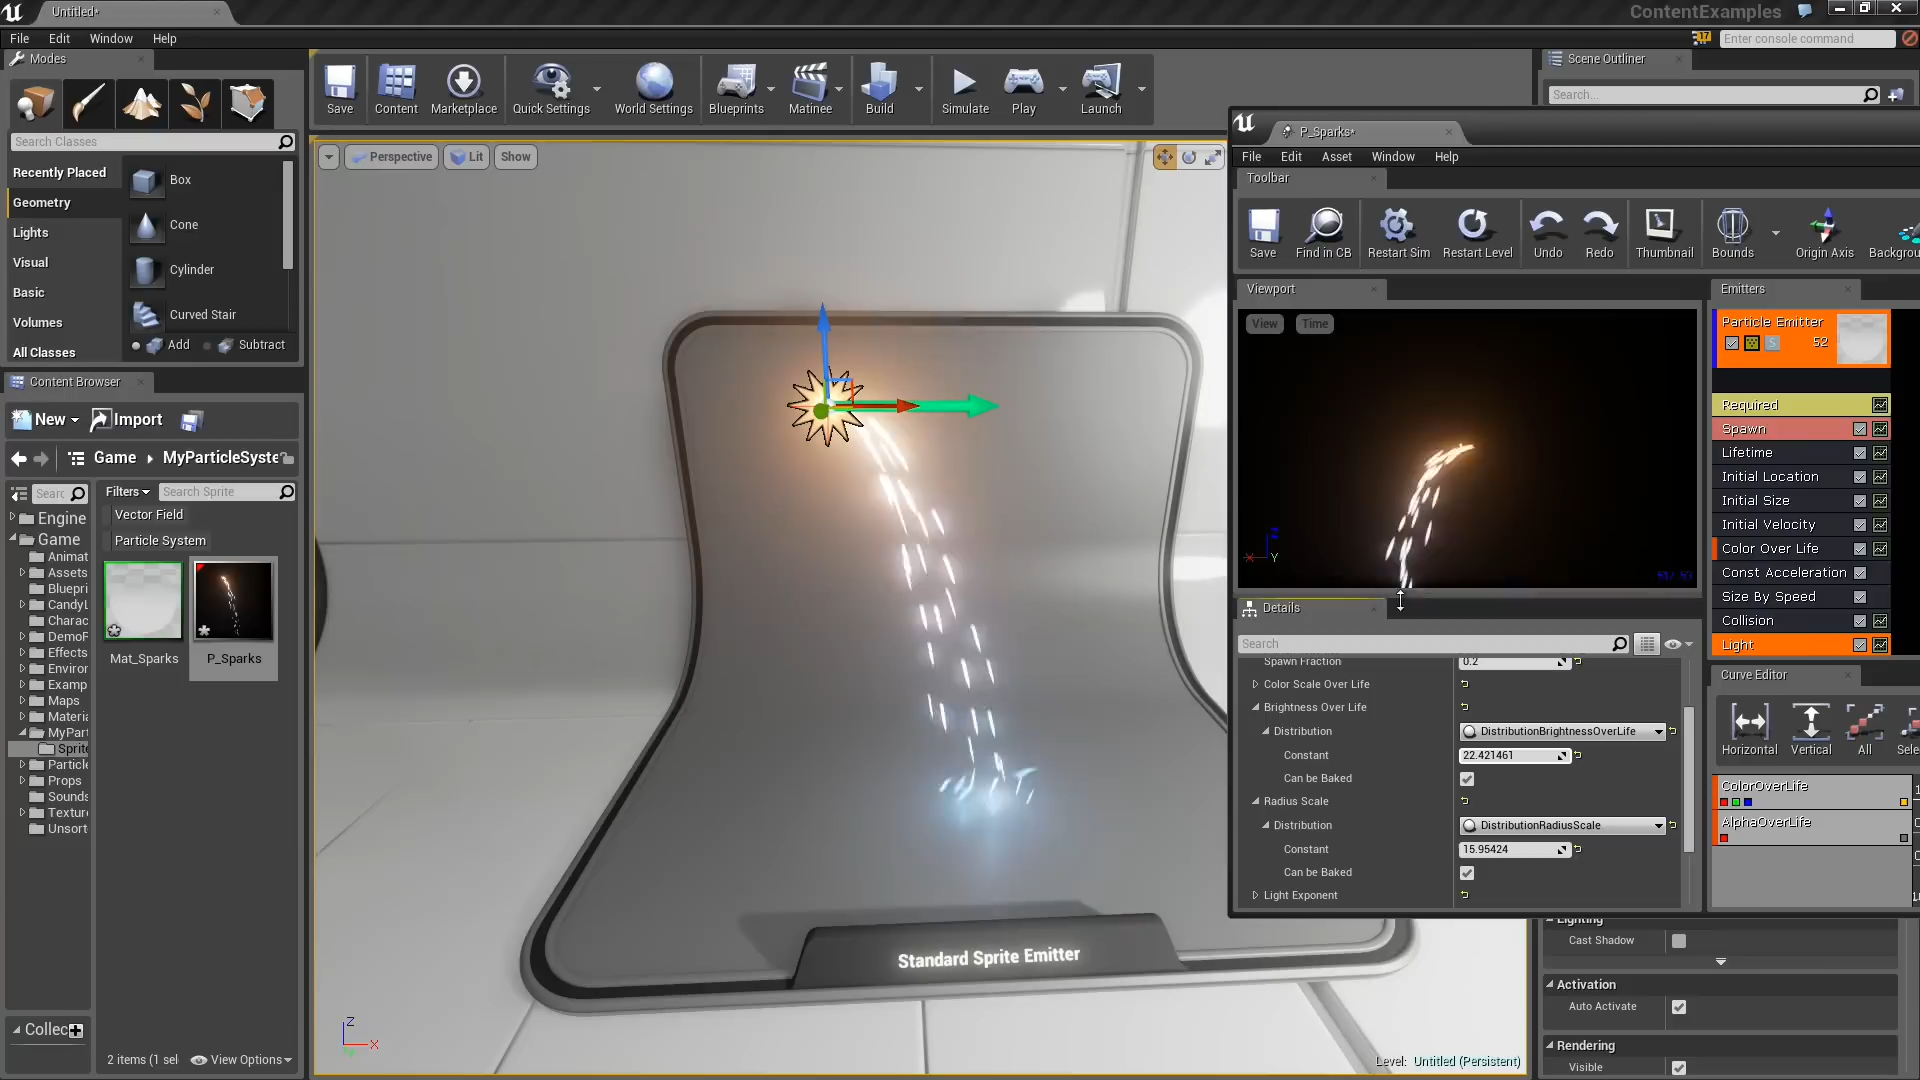 Untitled*
ContentExamples
File Edit Window Help
17
Enter console command
Modes
Save
Content
Marketplace
Quick Settings
World Settings
Blueprints
Matinee
Build
Simulate
Play
Launch
Scene Outliner
Search...
Search Classes
Recently Placed
Geometry
Lights
Visual
Basic
Volumes
All Classes
Box
Cone
Cylinder
Curved Stair
Add
Subtract
Perspective
Lit
Show
P_Sparks*
File Edit Asset Window Help
Toolbar
Save
Find in CB
Restart Sim
Restart Level
Undo
Redo
Thumbnail
Bounds
Origin Axis
Viewport
View
Time
X
Z
Y
Emitters
Particle Emitter
S
52
Required
Spawn
Lifetime
Initial Location
Initial Size
Initial Velocity
Color Over Life
Const Acceleration
Size By Speed
Collision
Light
Content Browser
New
Import
Game
MyParticleSyste
Filters
Search Sprite
Vector Field
Particle System
Engine
Game
Animat
Assets
Bluepri
CandyL
Charac
DemoR
Effects
Enviror
Examp
Maps
Materia
MyPart
Sprite
Particle
Props
Sounds
Texture
Unsort
Mat_Sparks
P_Sparks
Collec
2 items (1 sel
View Options
Details
Search
Spawn Fraction
0.2
Color Scale Over Life
Brightness Over Life
Distribution
DistributionBrightnessOverLife
Constant
22.421461
Can be Baked
Radius Scale
Distribution
DistributionRadiusScale
Constant
15.95424
Can be Baked
Light Exponent
Curve Editor
Horizontal
Vertical
All
ColorOverLife
AlphaOverLife
Lighting
Cast Shadow
Activation
Auto Activate
Rendering
Visible
Standard Sprite Emitter
Z
X
Level: Untitled (Persistent)